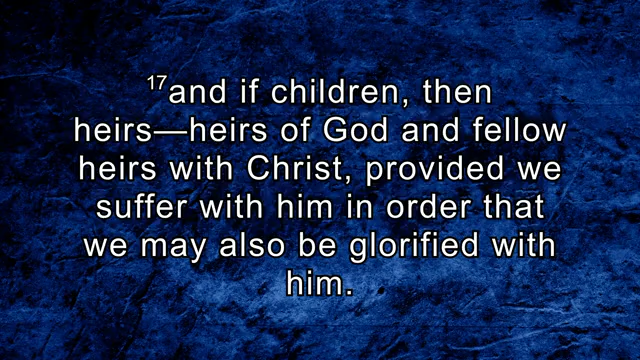 17and if children, then
heirs—heirs of God and fellow
heirs with Christ, provided we
suffer with him in order that
we may also be glorified with
him.